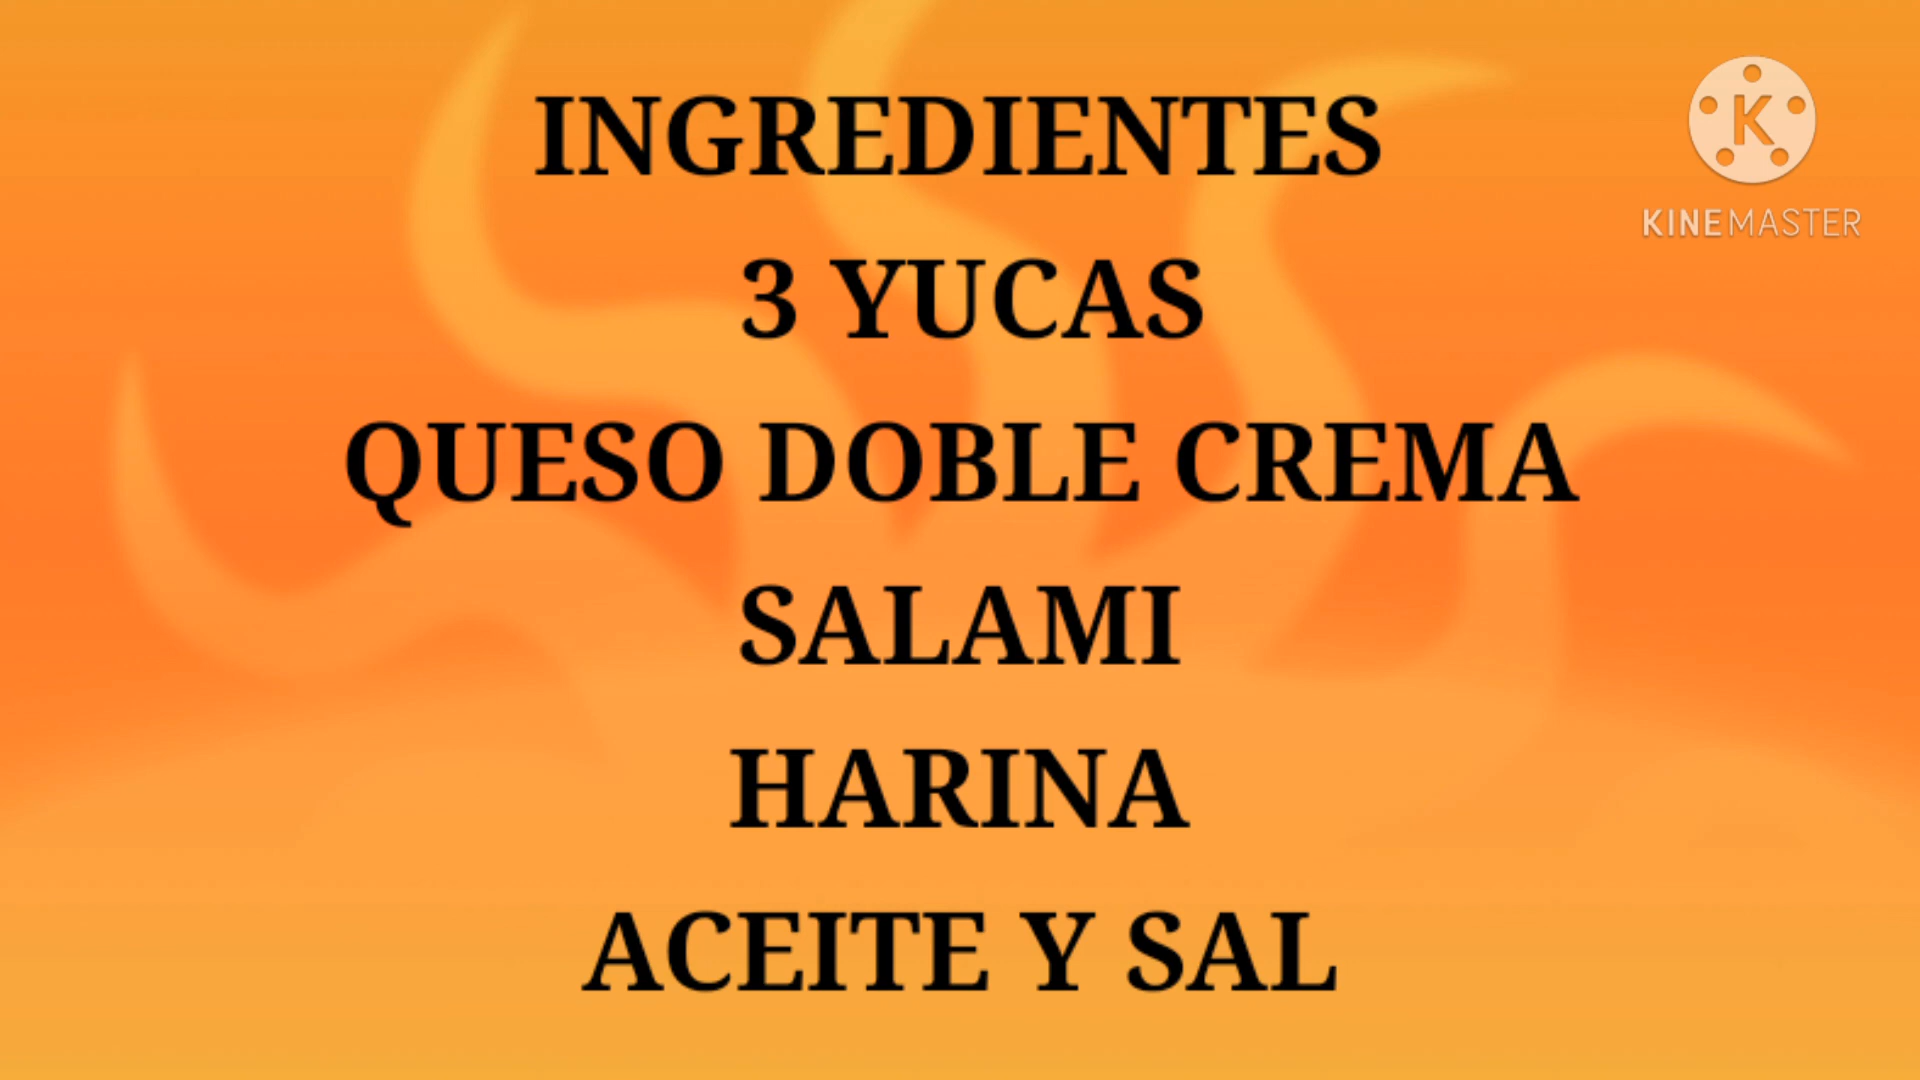 INGREDIENTES
3 YUCAS
QUESO DOBLE CREMA
SALAMI
HARINA
ACEITE Y SAL
K
KINEMASTER